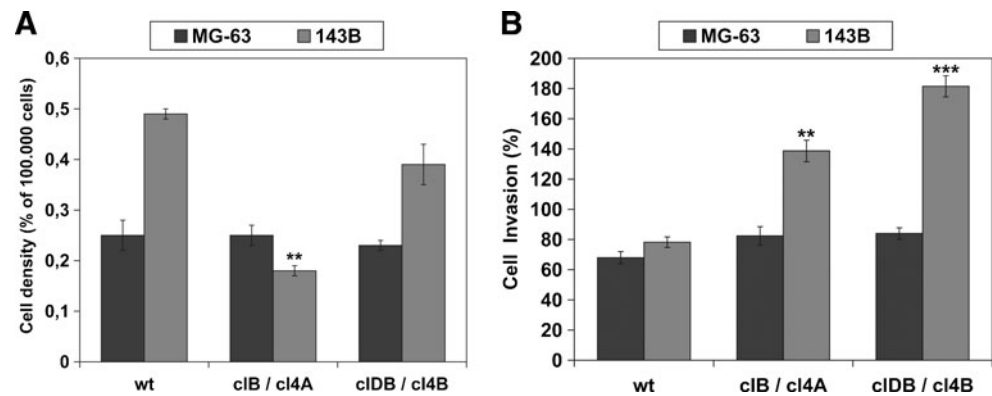 A
MG-63 143B
Cell density (% of 100.000 cells)
0,6
0,5
0,4
0,3
0,2
0,1
0
**
wt clB / cl4A clDB / cl4B
B
MG-63 143B
Cell Invasion (%)
200
180
160
140
120
100
80
60
40
20
0
**
***
wt clB / cl4A clDB / cl4B